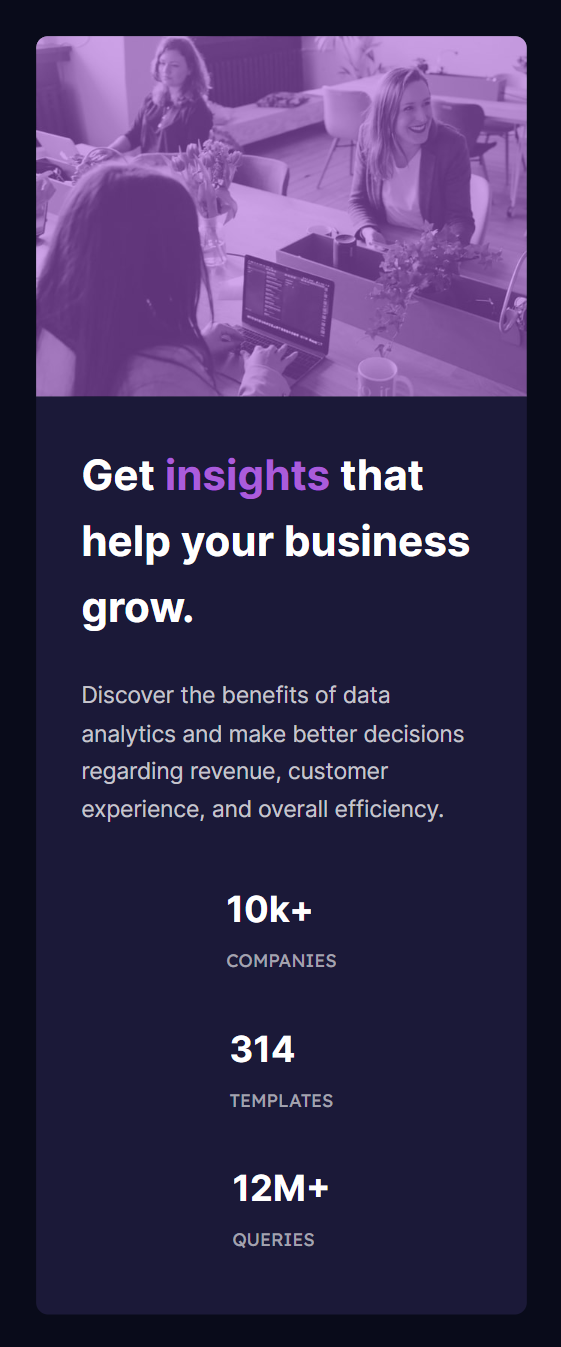 Get insights that
help your business
grow.
Discover the benefits of data
analytics and make better decisions
regarding revenue, customer
experience, and overall efficiency.
10k+
COMPANIES
314
TEMPLATES
12M+
QUERIES